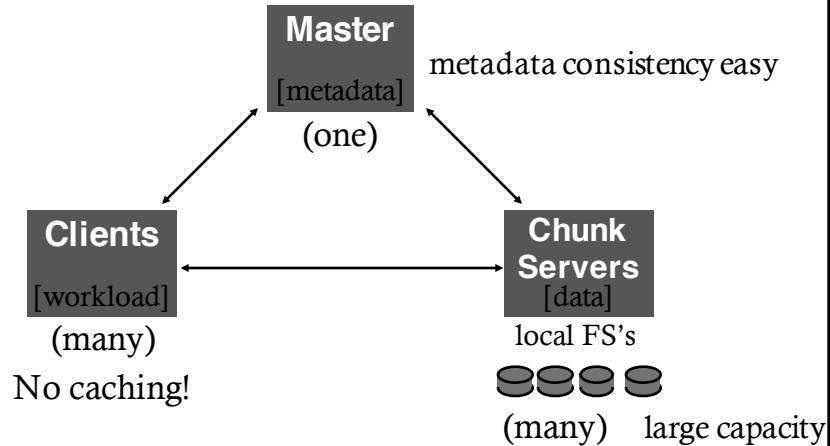 Master
[metadata]
(one)
metadata consistency easy
Clients
[workload]
(many)
No caching!
Chunk
Servers
[data]
local FS's
(many) large capacity